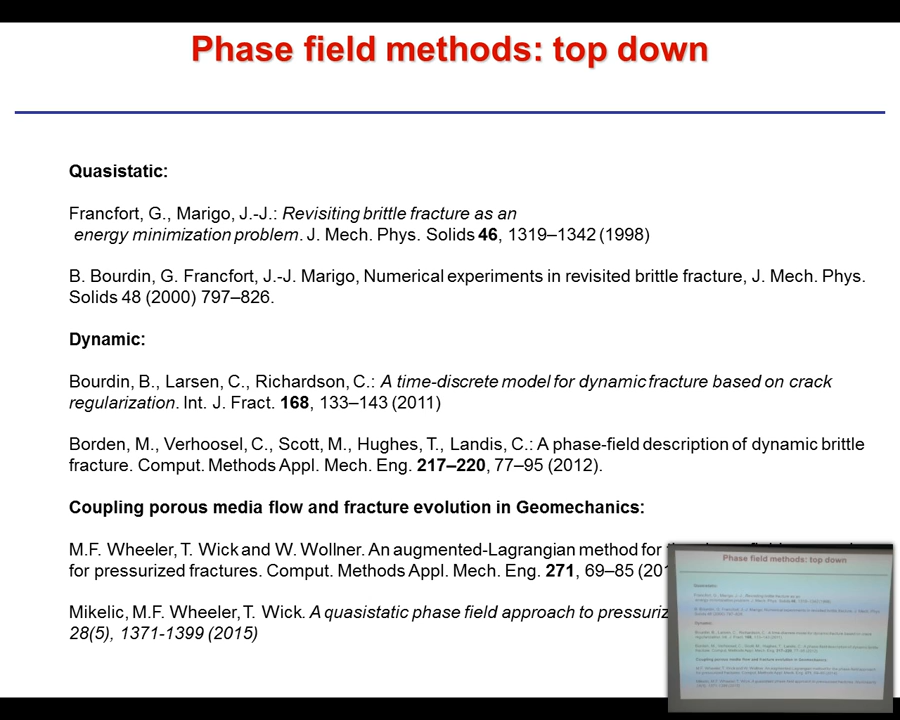 Phase field methods: top down
Quasistatic:
Francfort, G., Marigo, J.-J.: Revisiting brittle fracture as an
energy minimization problem. J. Mech. Phys. Solids 46, 1319–1342 (1998)
B. Bourdin, G. Francfort, J.-J. Marigo, Numerical experiments in revisited brittle fracture, J. Mech. Phys.
Solids 48 (2000) 797–826.
Dynamic:
Bourdin, B., Larsen, C., Richardson, C.: A time-discrete model for dynamic fracture based on crack
regularization. Int. J. Fract. 168, 133–143 (2011)
Borden, M., Verhoosel, C., Scott, M., Hughes, T., Landis, C.: A phase-field description of dynamic brittle
fracture. Comput. Methods Appl. Mech. Eng. 217–220, 77–95 (2012).
Coupling porous media flow and fracture evolution in Geomechanics:
M.F. Wheeler, T. Wick and W. Wollner. An augmented-Lagrangian method for
for pressurized fractures. Comput. Methods Appl. Mech. Eng. 271, 69–85
Mikelic, M.F. Wheeler, T. Wick. A quasistatic phase field approach to
28(5), 1371-1399 (2015)
Phase field methods: top down